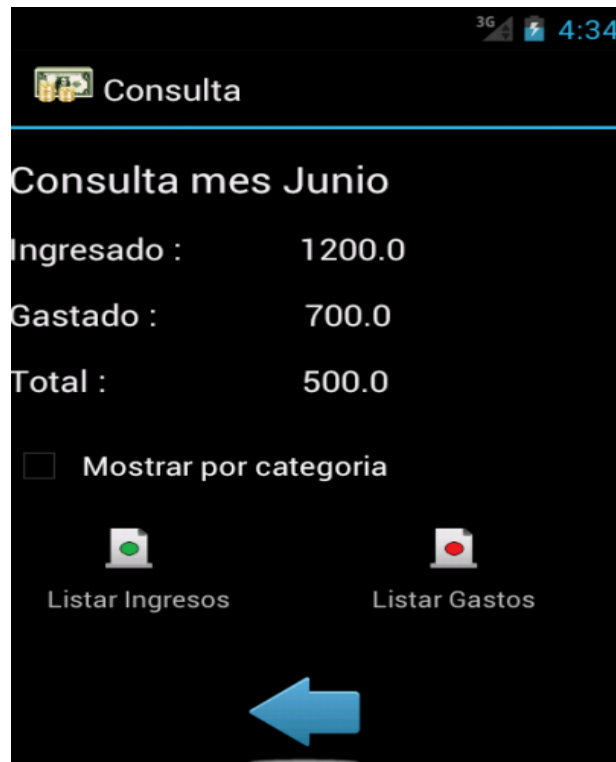 3G 4:34
Consulta
Consulta mes Junio
Ingresado : 1200.0
Gastado : 700.0
Total : 500.0
Mostrar por categoria
Listar Ingresos Listar Gastos